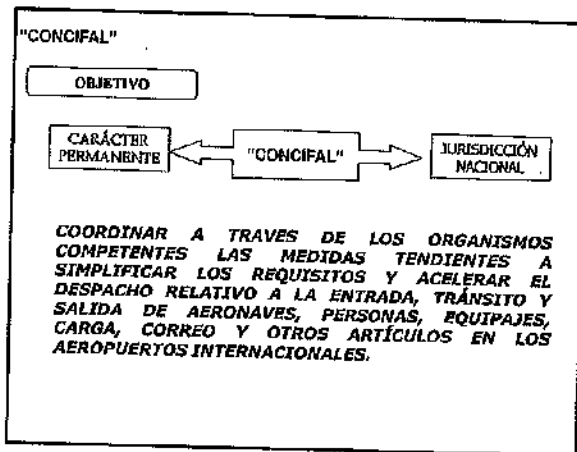 "CONCIFAL"
OBJETIVO
CARÁCTER
PERMANENTE
"CONCIFAL"
JURISDICCIÓN
NACIONAL
COORDINAR A TRAVES DE LOS ORGANISMOS
COMPETENTES LAS MEDIDAS TENDIENTES A
SIMPLIFICAR LOS REQUISITOS Y ACELERAR EL
DESPACHO RELATIVO A LA ENTRADA, TRÁNSITO Y
SALIDA DE AERONAVES, PERSONAS, EQUIPAJES,
CARGA, CORREO Y OTROS ARTÍCULOS EN LOS
AEROPUERTOS INTERNACIONALES.